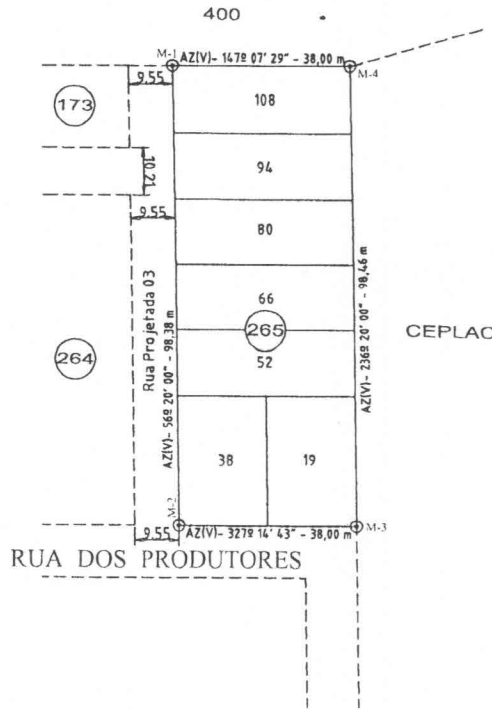 400
M-1
AZ(V)- 147º 07' 29" - 38,00 m
M-4
9.55
173
108
10.21
94
9.55
80
Rua Projetada 03
AZ(V)- 56º 20' 00" - 98,38 m
66
265
AZ(V)- 236º 20' 00" - 98,46 m
CEPLAC
264
52
38
19
M-2
9.55
AZ(V)- 327º 14' 43" - 38,00 m
M-3
RUA DOS PRODUTORES